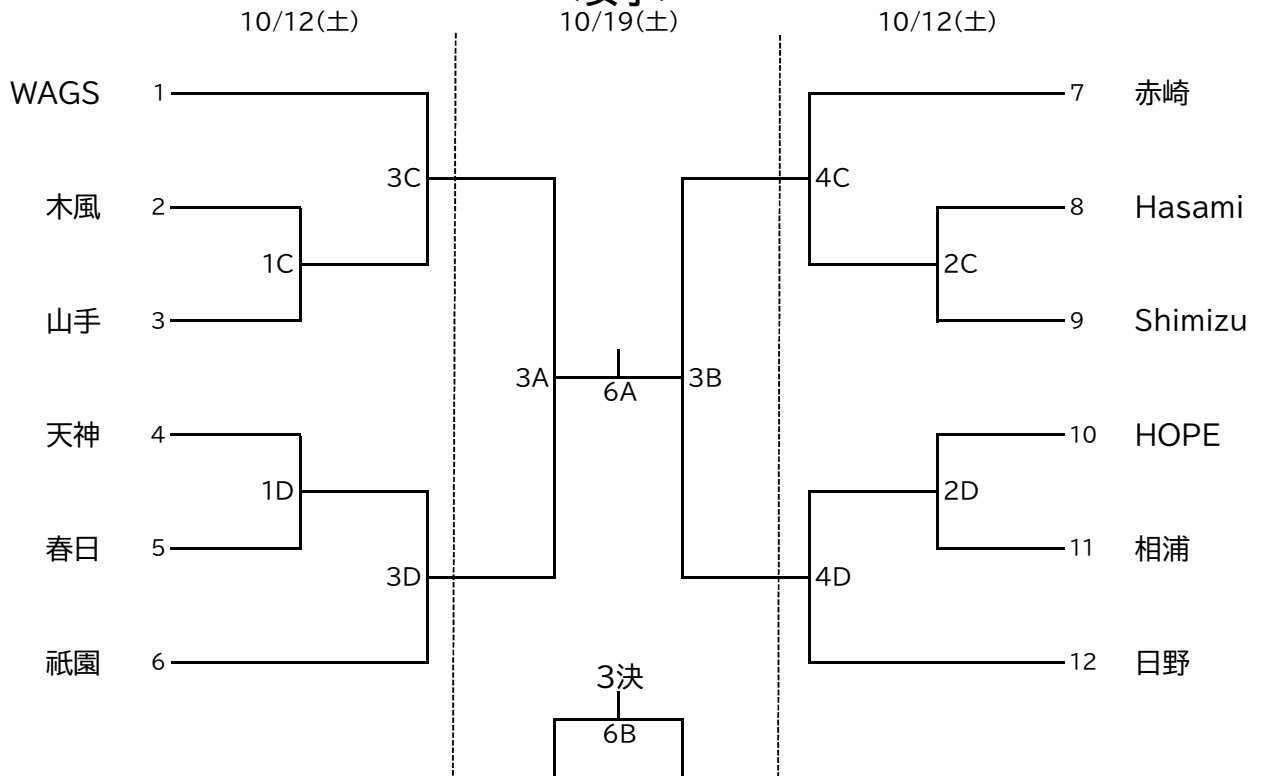 10/12(土) 10/19(土) 10/12(土)
WAGS 1 7 赤崎
3C 4C
木風 2 8 Hasami
1C 2C
山手 3 9 Shimizu
3A 6A 3B
天神 4 10 HOPE
1D 2D
春日 5 11 相浦
3D 4D
祇園 6 12 日野
3決
6B